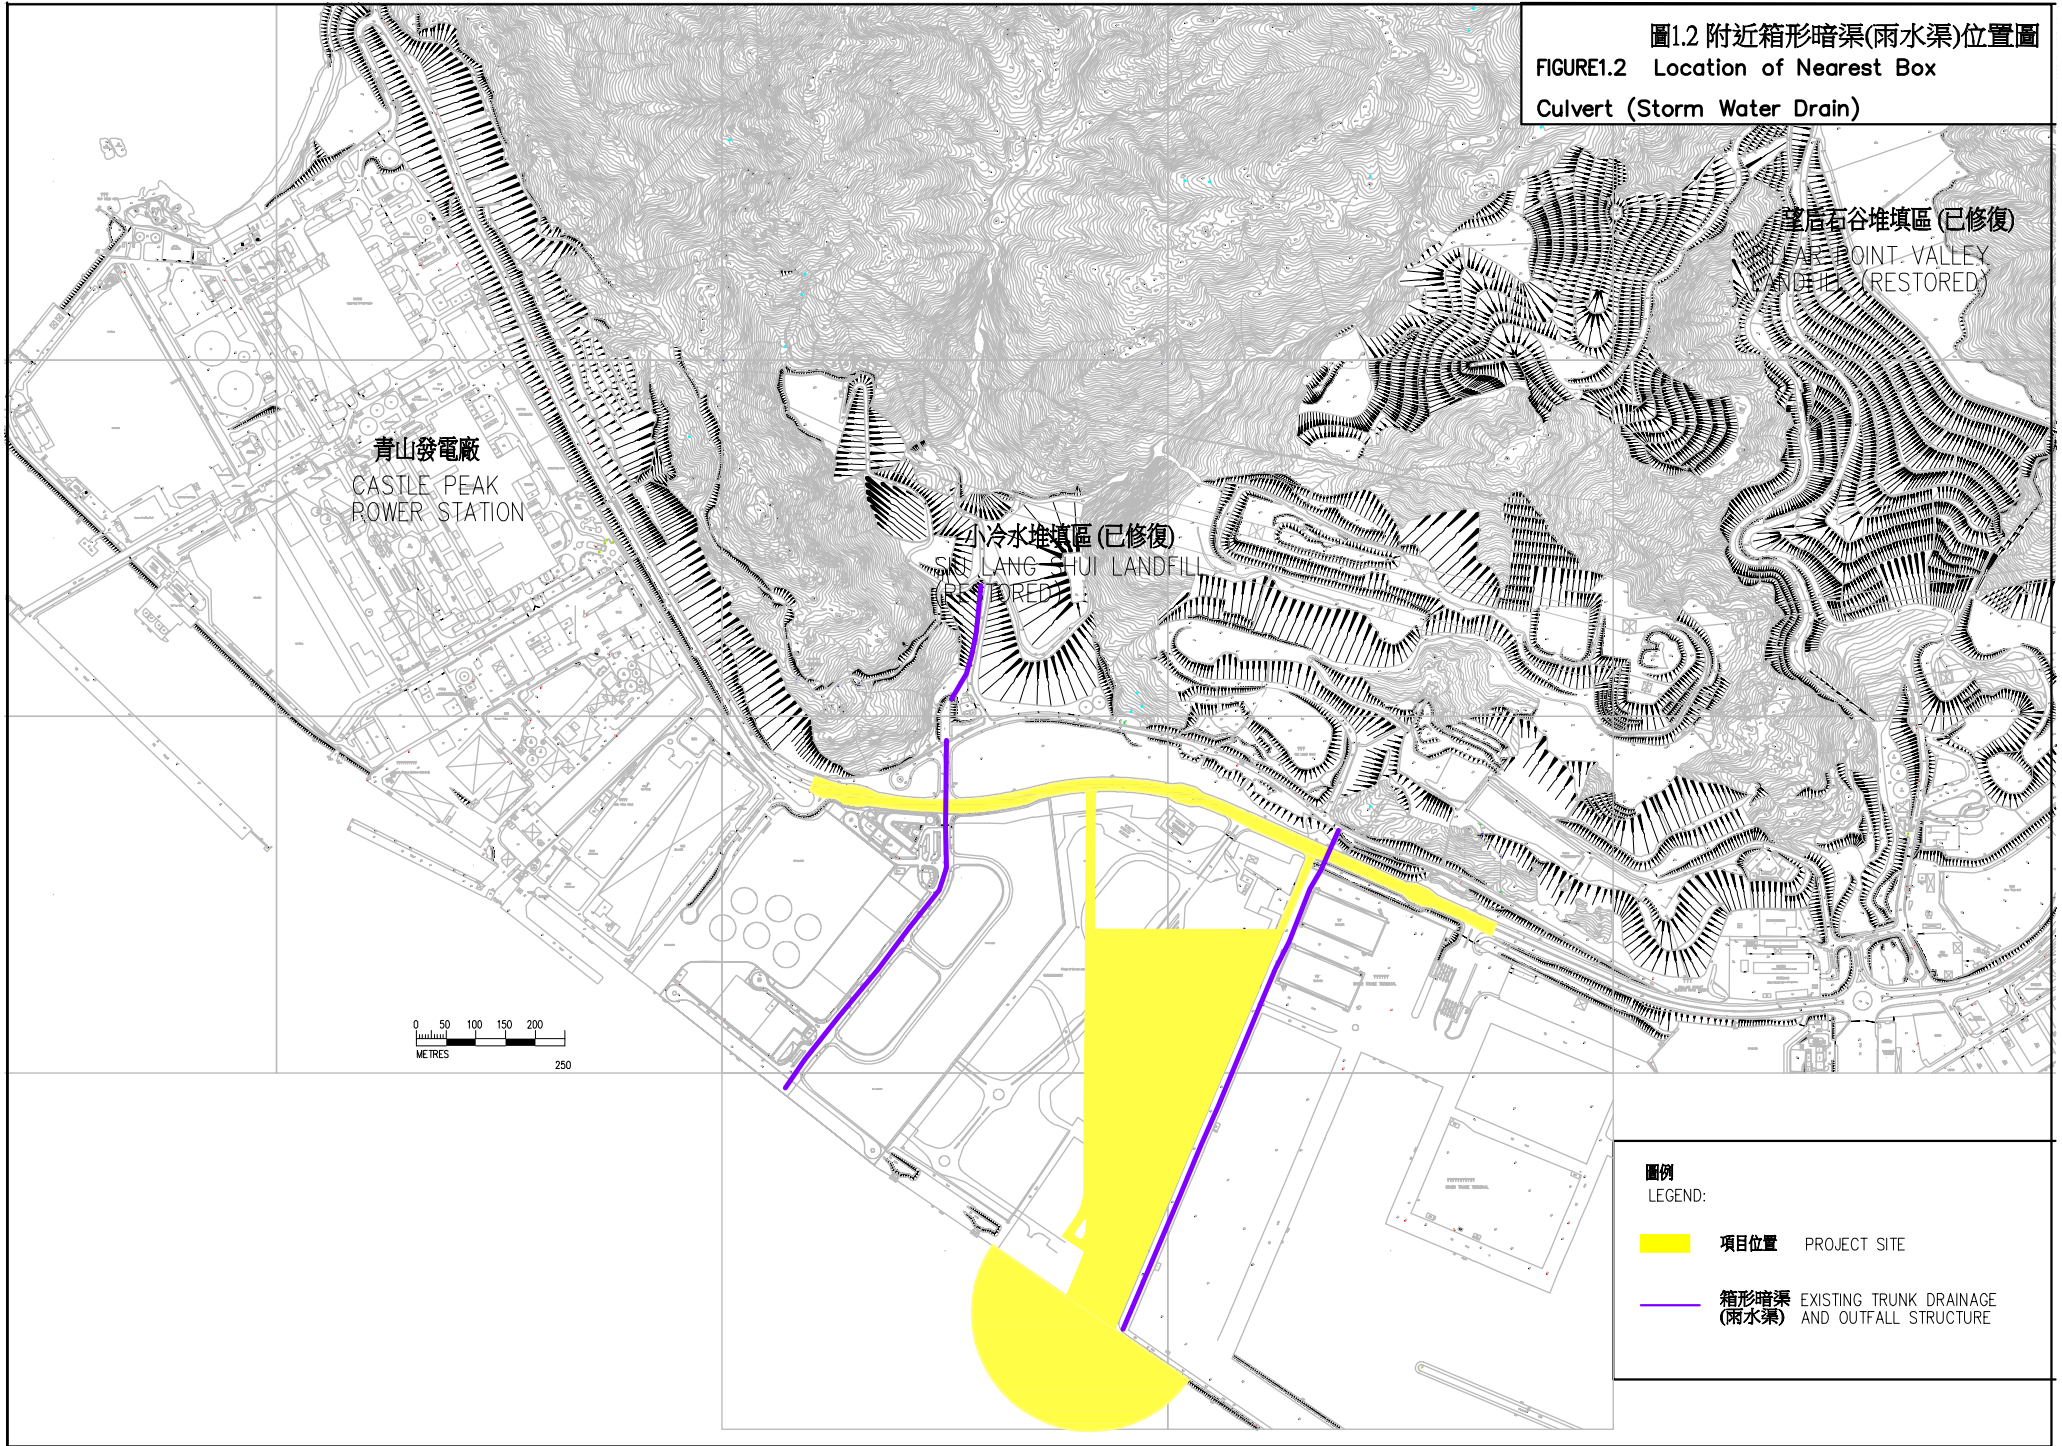 圖1.2 附近箱形暗渠(雨水渠)位置圖
FIGURE1.2 Location of Nearest Box
Culvert (Storm Water Drain)
望后石谷堆填區 (已修復)
PILLAR POINT VALLEY
LANDFILL (RESTORED)
青山發電廠
CASTLE PEAK
POWER STATION
小冷水堆填區 (已修復)
SIU LANG SHUI LANDFILL
(RESTORED)
0 50 100 150 200
METRES
250
圖例
LEGEND:
項目位置 PROJECT SITE
箱形暗渠 EXISTING TRUNK DRAINAGE
(雨水渠) AND OUTFALL STRUCTURE